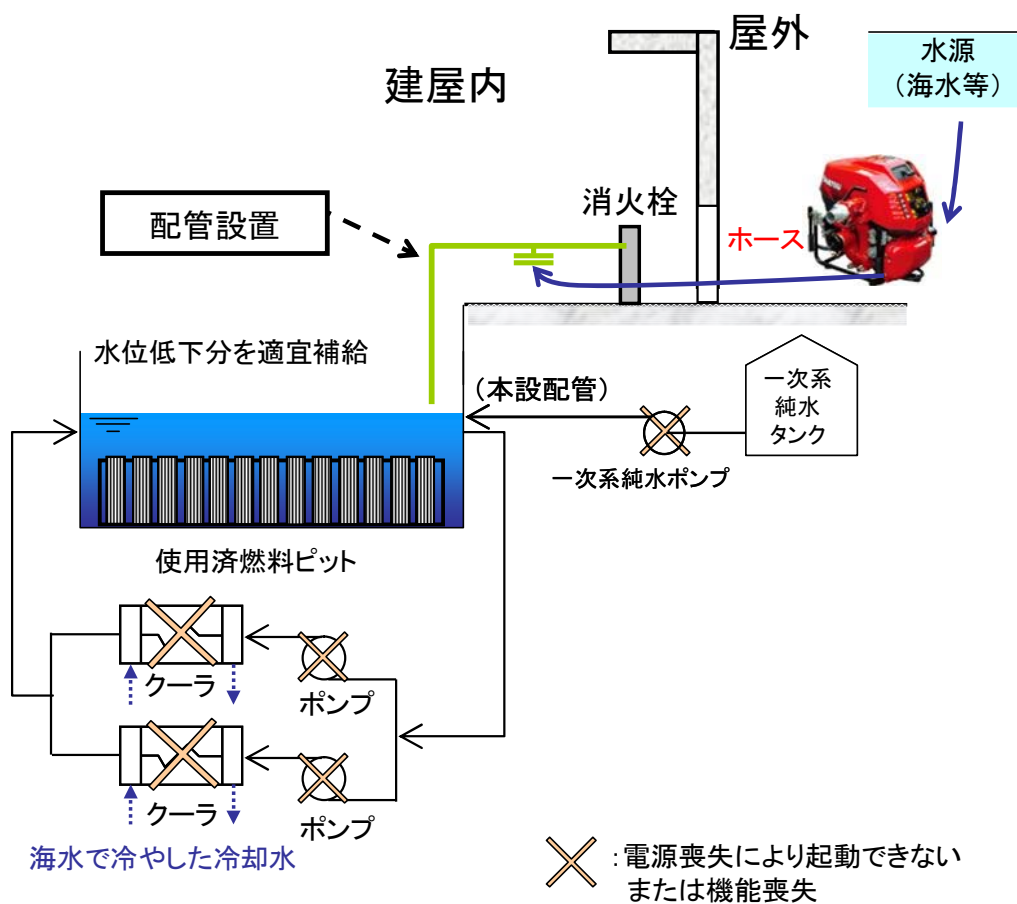 屋外
水源
（海水等）
建屋内
消火栓
配管設置
ホース
水位低下分を適宜補給
（本設配管）
一次系
純水
タンク
一次系純水ポンプ
使用済燃料ピット
クーラ
ポンプ
クーラ
ポンプ
海水で冷やした冷却水
：電源喪失により起動できない
または機能喪失